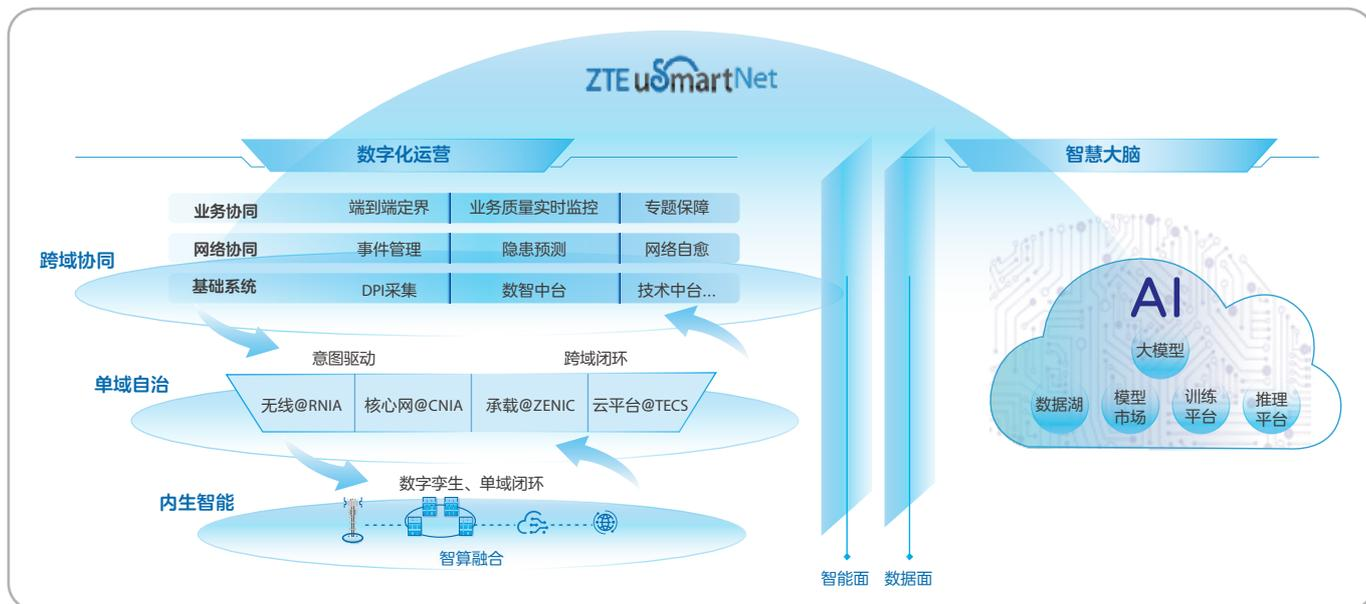 ZTE uSmartNet
数字化运营
智慧大脑
业务协同 端到端定界 业务质量实时监控 专题保障
网络协同 事件管理 隐患预测 网络自愈
跨域协同
基础系统 DPI采集 数智中台 技术中台...
意图驱动 跨域闭环
单域自治
无线@RNIA 核心网@CNIA 承载@ZENIC 云平台@TECS
数字孪生、单域闭环
内生智能
智算融合
智能面 数据面
AI
大模型
数据湖
模型
市场
训练
平台
推理
平台